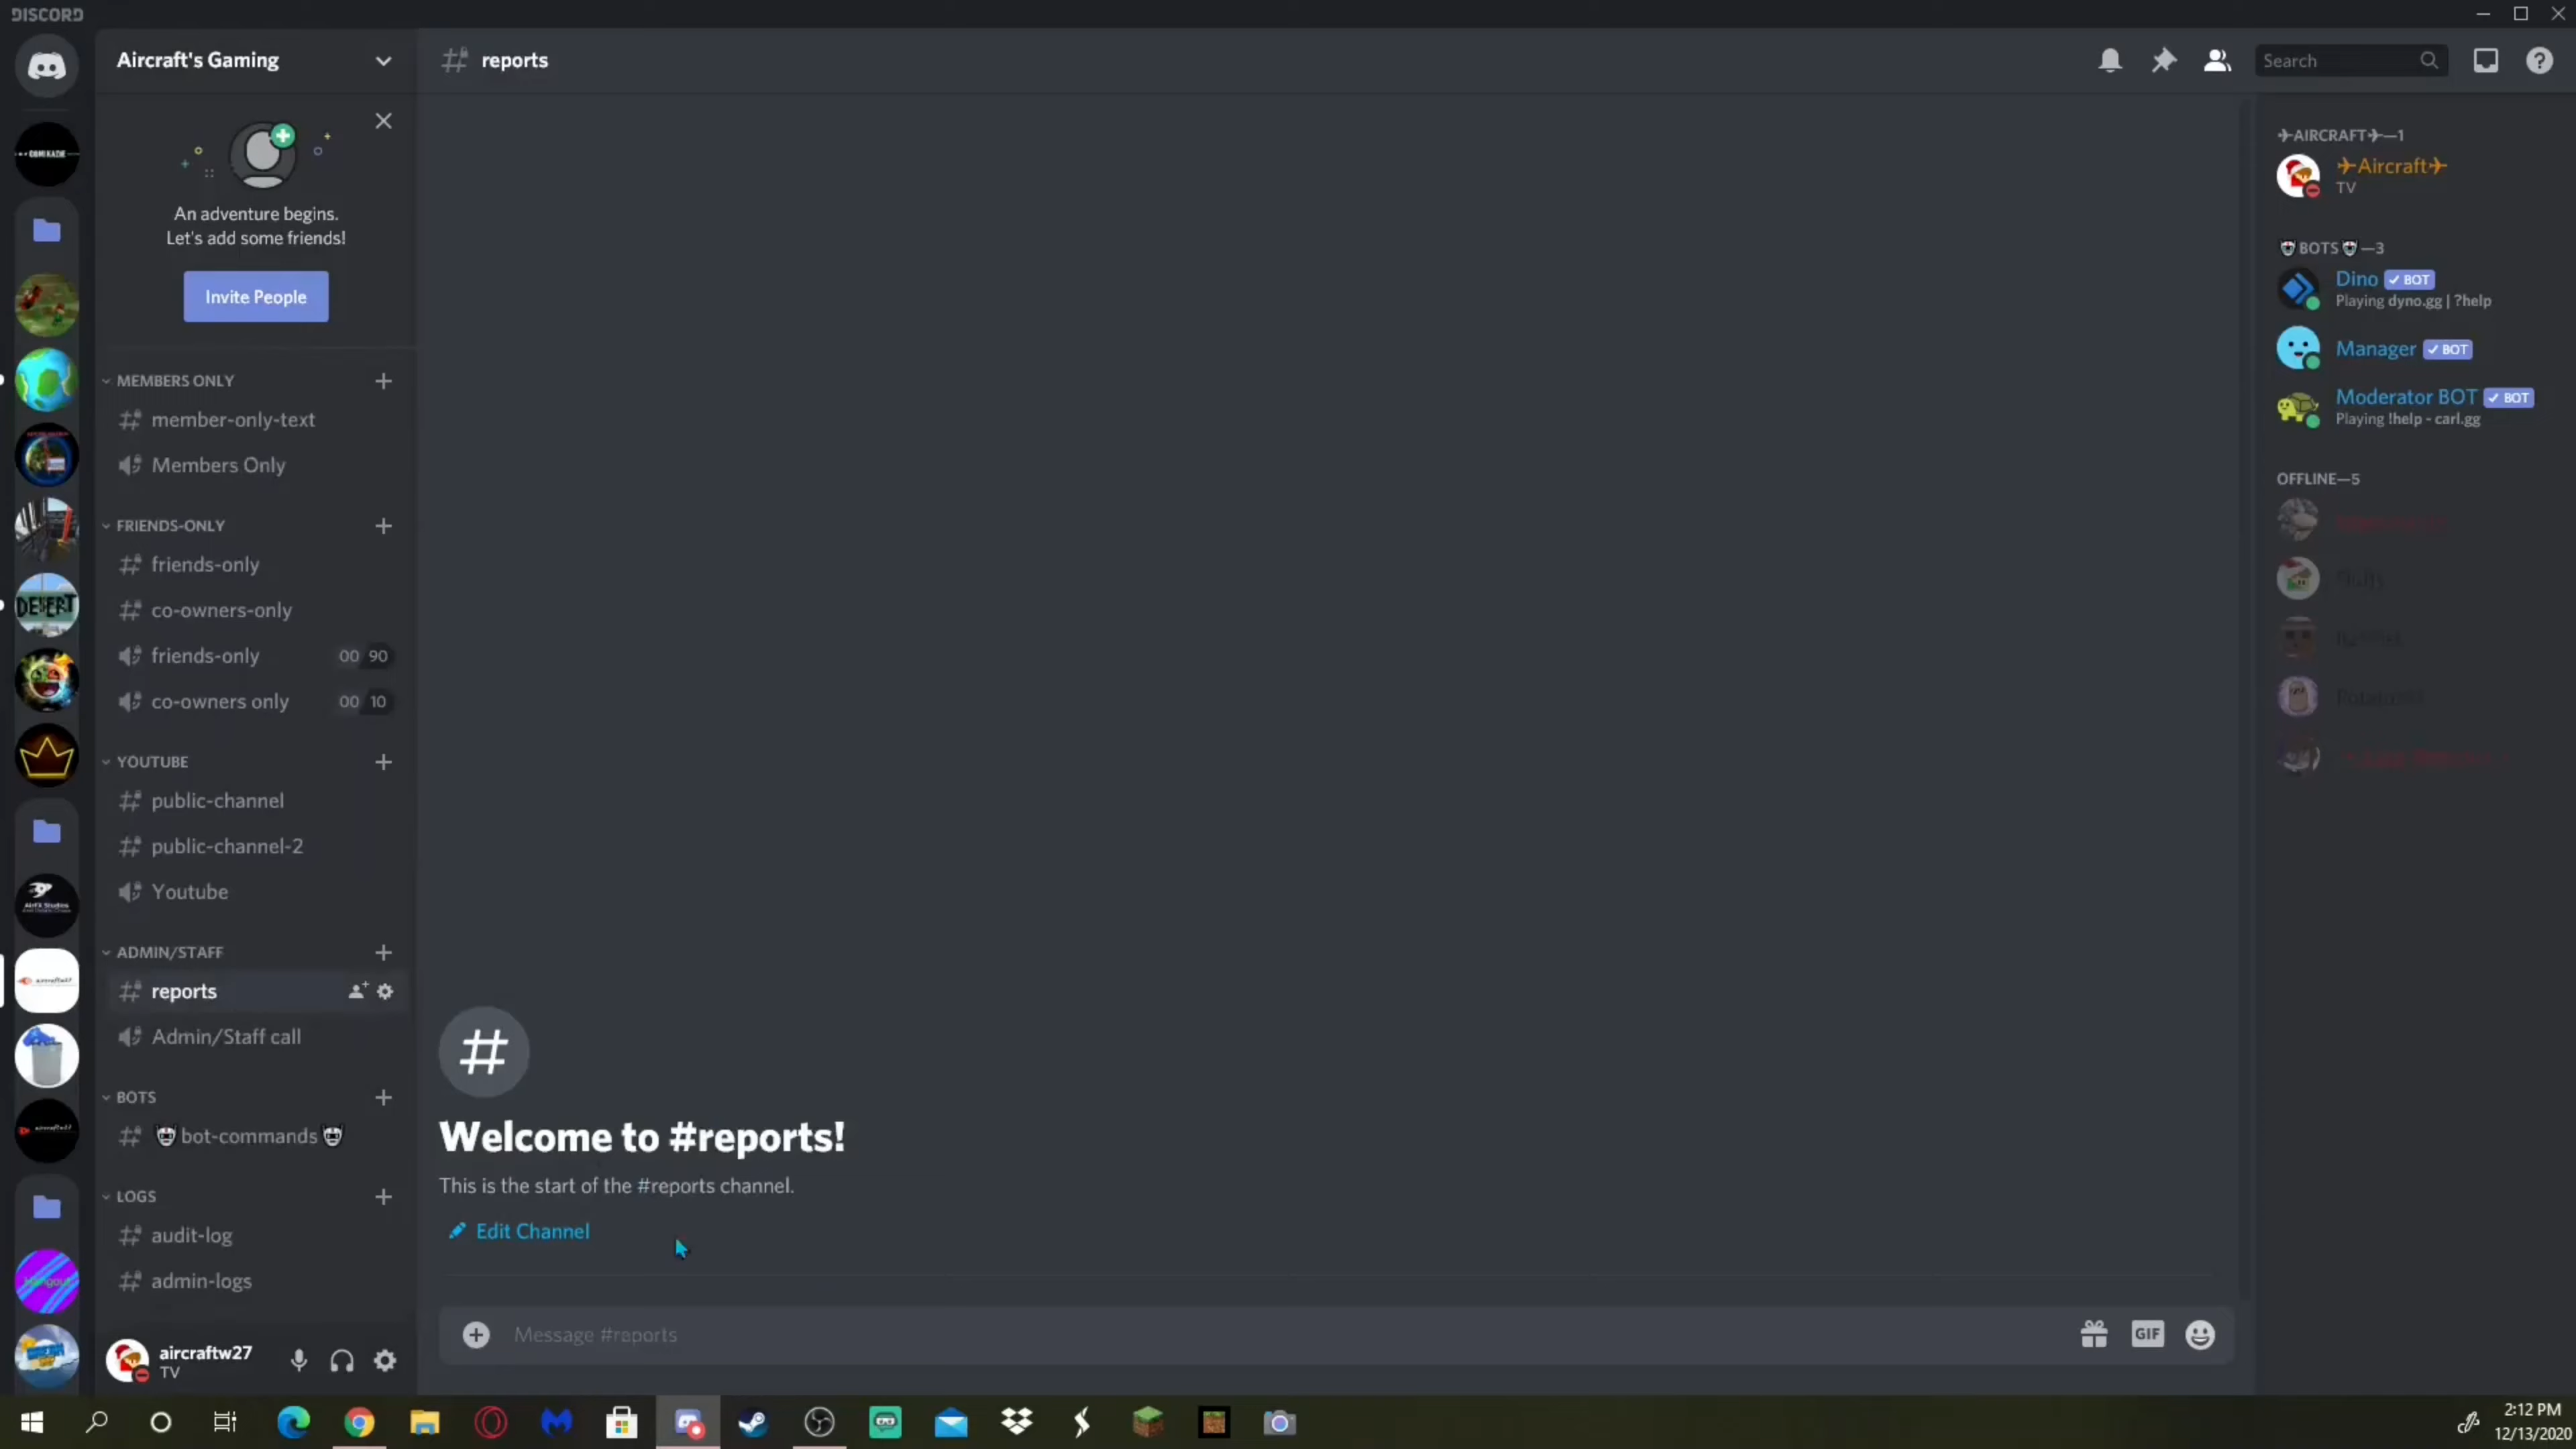 DISCORD
Aircraft's Gaming
reports
Search
An adventure begins.
Let's add some friends!
Invite People
MEMBERS ONLY
member-only-text
Members Only
FRIENDS-ONLY
friends-only
co-owners-only
friends-only 00 90
co-owners only 00 10
YOUTUBE
public-channel
public-channel-2
Youtube
ADMIN/STAFF
reports
Admin/Staff call
BOTS
bot-commands
LOGS
audit-log
admin-logs
aircraftw27
TV
DESERT
Welcome to #reports!
This is the start of the #reports channel.
Edit Channel
Message #reports
GIF
✈AIRCRAFT✈—1
✈Aircraft✈
TV
BOTS—3
Dino ✓ BOT
Playing dyno.gg | ?help
Manager ✓ BOT
Moderator BOT ✓ BOT
Playing !help - carl.gg
OFFLINE—5
Fluffy
2:12 PM
12/13/2020